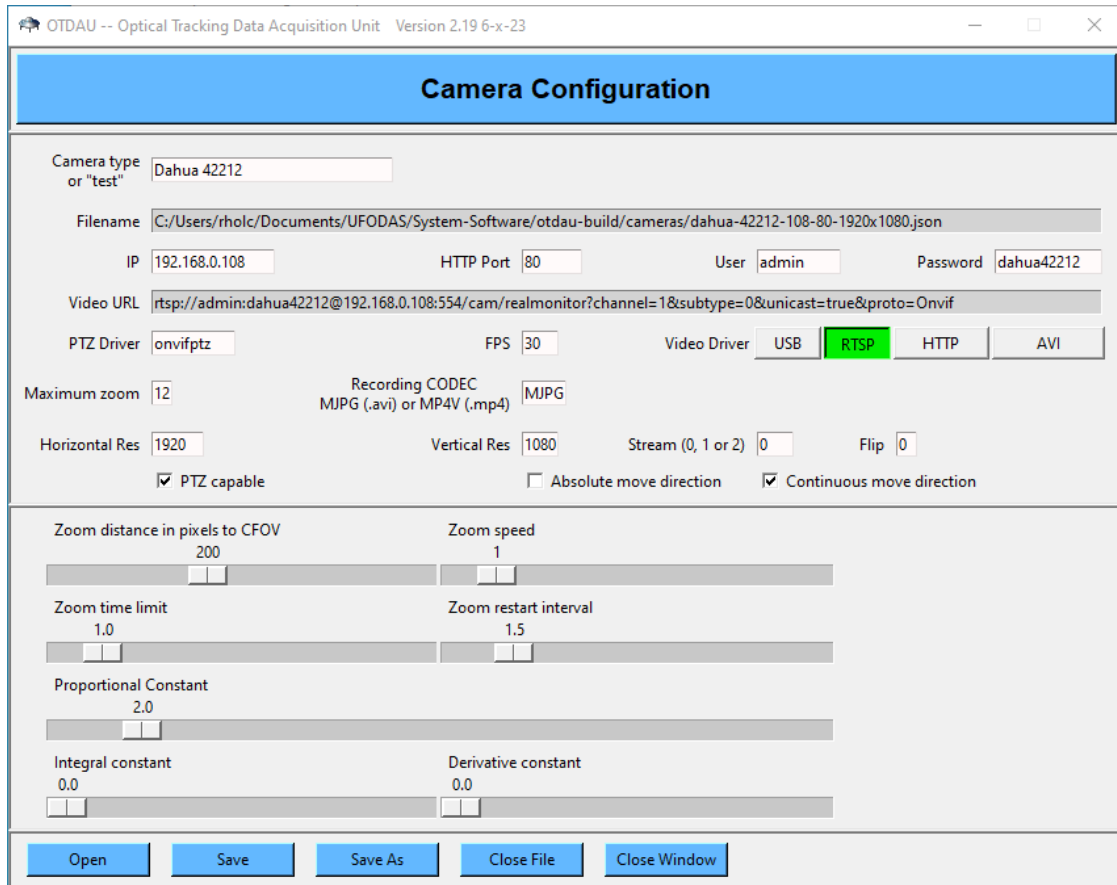 OTDAU -- Optical Tracking Data Acquisition Unit Version 2.19 6-x-23
Camera Configuration
Camera type
or "test"
Dahua 42212
Filename C:/Users/rholc/Documents/UFODAS/System-Software/otdau-build/cameras/dahua-42212-108-80-1920x1080.json
IP 192.168.0.108 HTTP Port 80 User admin Password dahua42212
Video URL rtsp://admin:dahua42212@192.168.0.108:554/cam/realmonitor?channel=1&subtype=0&unicast=true&proto=Onvif
PTZ Driver onvifptz FPS 30 Video Driver USB RTSP HTTP AVI
Maximum zoom 12
Recording CODEC
MJPG (.avi) or MP4V (.mp4)
MJPG
Horizontal Res 1920 Vertical Res 1080 Stream (0, 1 or 2) 0 Flip 0
PTZ capable Absolute move direction Continuous move direction
Zoom distance in pixels to CFOV Zoom speed
200 1
Zoom time limit Zoom restart interval
1.0 1.5
Proportional Constant
2.0
Integral constant Derivative constant
0.0 0.0
Open Save Save As Close File Close Window